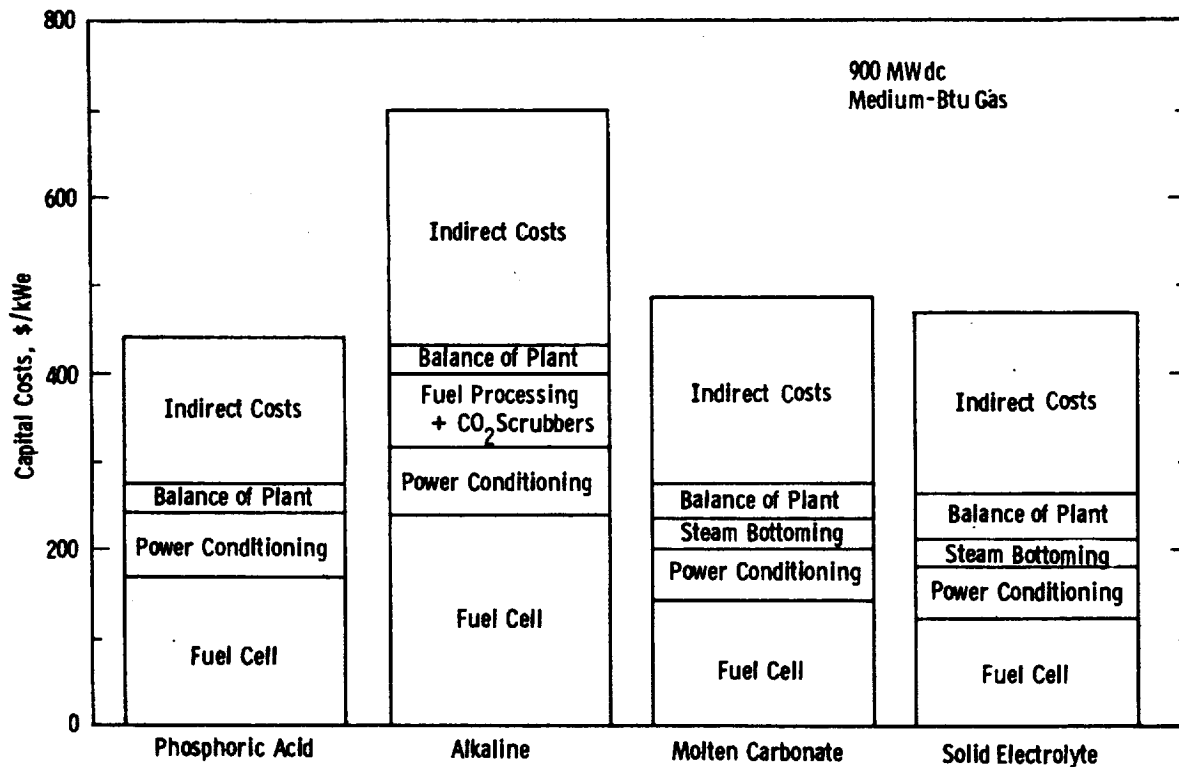 800
600
400
200
0
Capital Costs, $/kWe
900 MWdc
Medium-Btu Gas
Indirect Costs
Balance of Plant
Power Conditioning
Fuel Cell
Phosphoric Acid
Indirect Costs
Balance of Plant
Fuel Processing
+ CO2 Scrubbers
Power Conditioning
Fuel Cell
Alkaline
Indirect Costs
Balance of Plant
Steam Bottoming
Power Conditioning
Fuel Cell
Molten Carbonate
Indirect Costs
Balance of Plant
Steam Bottoming
Power Conditioning
Fuel Cell
Solid Electrolyte